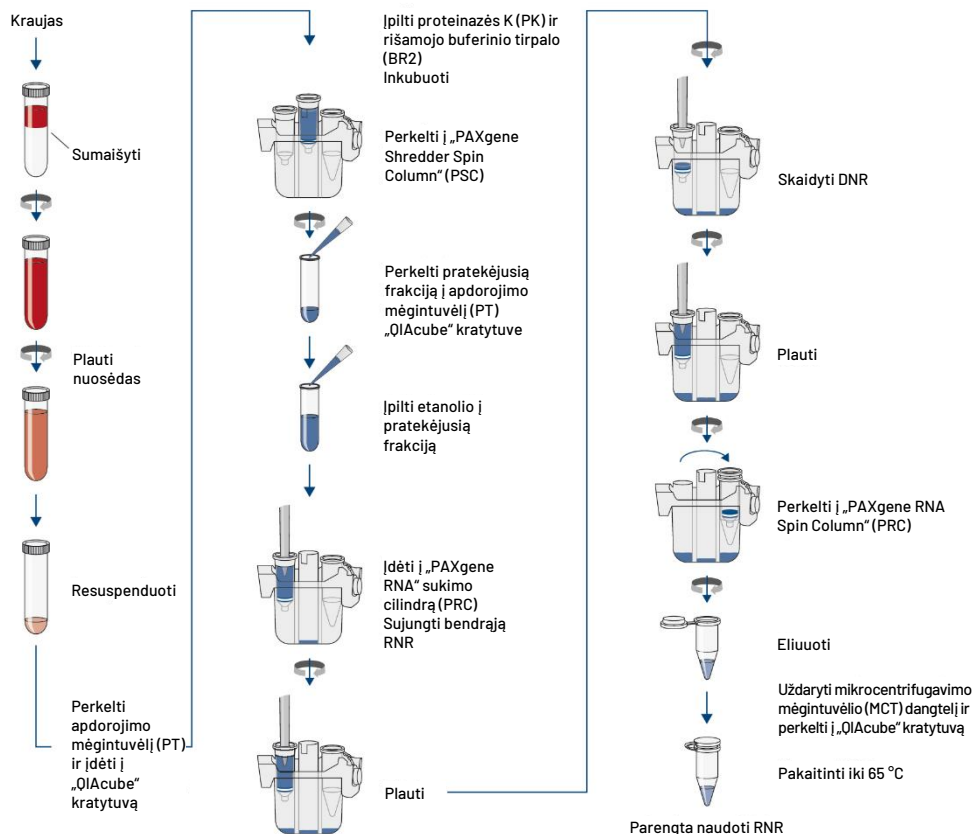 Kraujas
Sumaišyti
Plauti
nuosėdas
Resuspenduoti
Perkelti
apdorojimo
mėgintuvėlį (PT)
ir įdėti į
„QIAcube“
kratytuvą
Įpilti proteinazės K (PK) ir
rišamojo buferinio tirpalo
(BR2)
Inkubuoti
Perkelti į „PAXgene
Shredder Spin
Column“ (PSC)
Perkelti pratekėjusią
frakciją į apdorojimo
mėgintuvėlį (PT)
„QIAcube“ kratytuve
Įpilti etanolio į
pratekėjusią
frakciją
Įdėti į „PAXgene
RNA“ sukimo
cilindrą (PRC)
Sujungti bendrąją
RNR
Plauti
Skaidyti DNR
Plauti
Perkelti į „PAXgene RNA
Spin Column“ (PRC)
Eliuuoti
Uždaryti mikrocentrifugavimo
mėgintuvėlio (MCT) dangtelį ir
perkelti į „QIAcube“ kratytuvą
Pakaitinti iki 65 °C
Parengta naudoti RNR